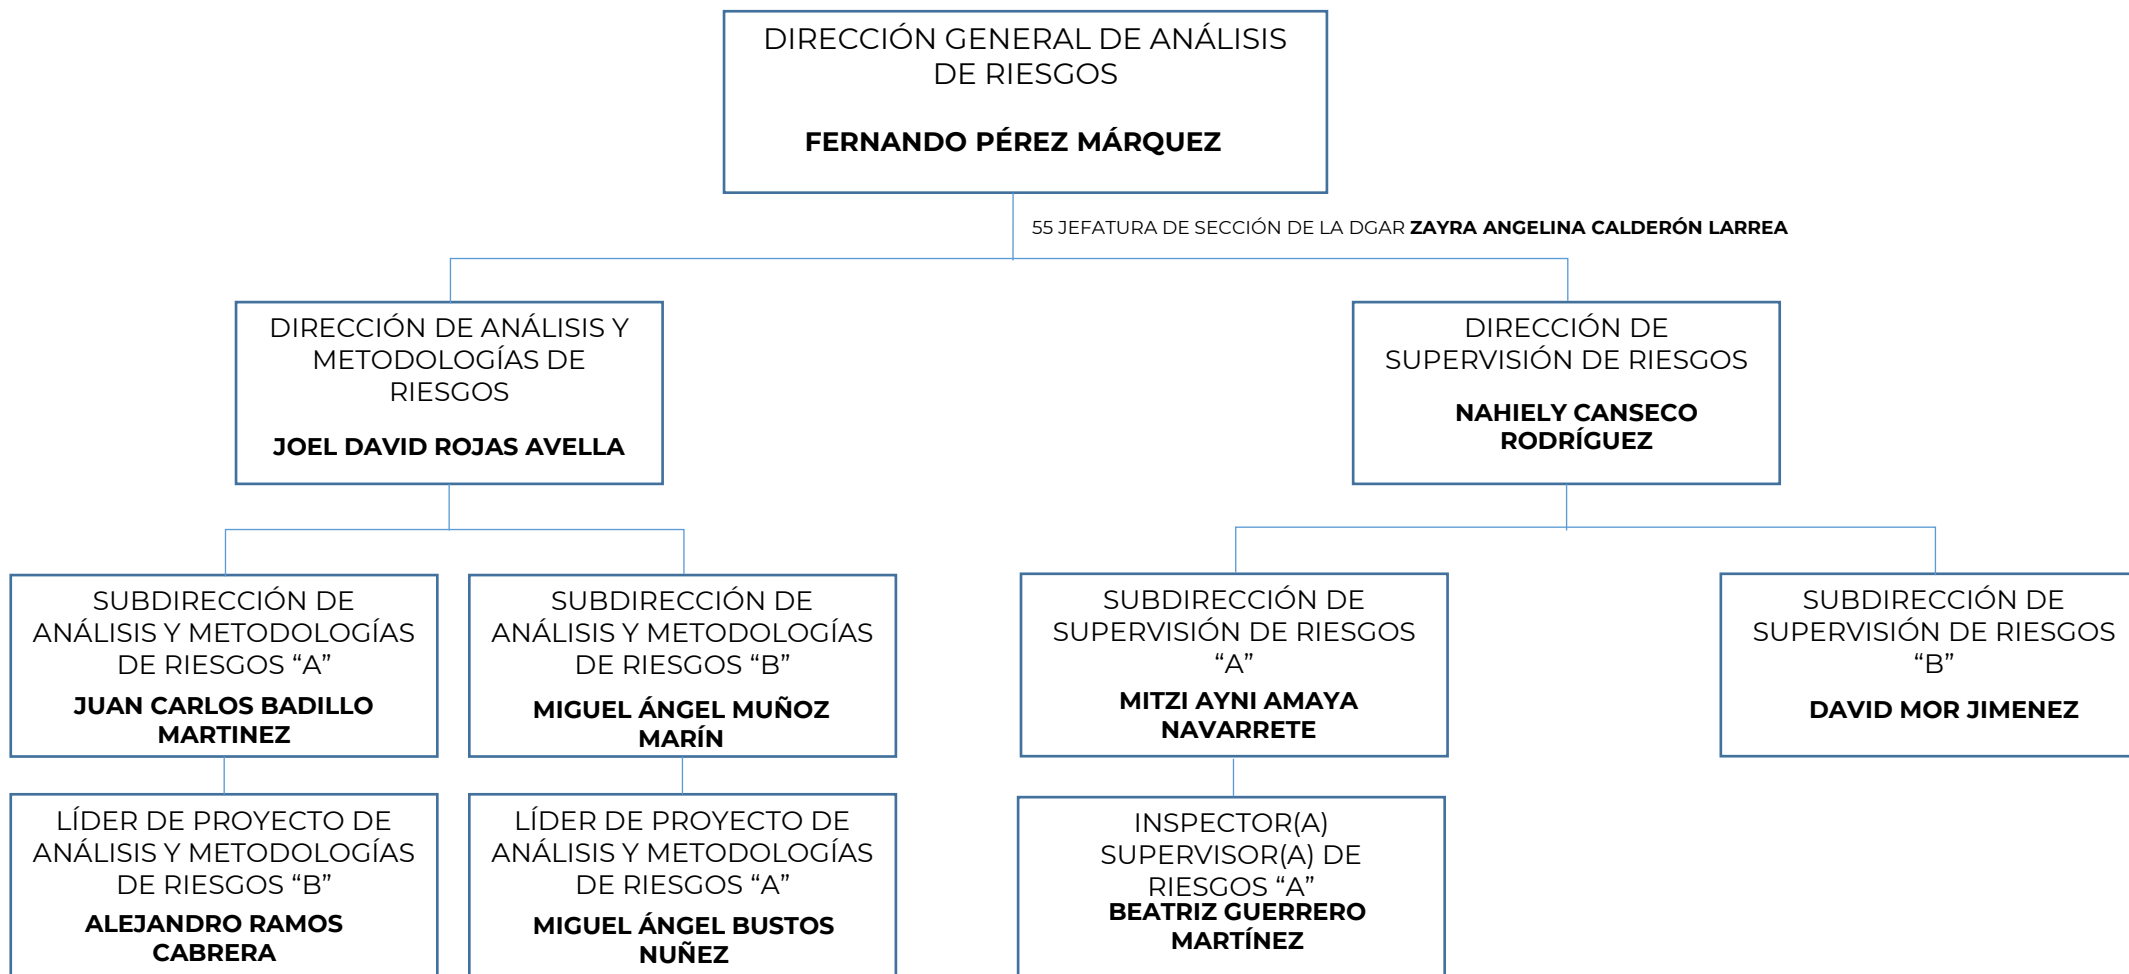 DIRECCIÓN GENERAL DE ANÁLISIS
DE RIESGOS
FERNANDO PÉREZ MÁRQUEZ
55 JEFATURA DE SECCIÓN DE LA DGAR ZAYRA ANGELINA CALDERÓN LARREA
DIRECCIÓN DE ANÁLISIS Y
METODOLOGÍAS DE
RIESGOS
JOEL DAVID ROJAS AVELLA
DIRECCIÓN DE
SUPERVISIÓN DE RIESGOS
NAHIELY CANSECO
RODRÍGUEZ
SUBDIRECCIÓN DE
ANÁLISIS Y METODOLOGÍAS
DE RIESGOS “A”
JUAN CARLOS BADILLO
MARTINEZ
SUBDIRECCIÓN DE
ANÁLISIS Y METODOLOGÍAS
DE RIESGOS “B”
MIGUEL ÁNGEL MUÑOZ
MARÍN
SUBDIRECCIÓN DE
SUPERVISIÓN DE RIESGOS
“A”
MITZI AYNI AMAYA
NAVARRETE
SUBDIRECCIÓN DE
SUPERVISIÓN DE RIESGOS
“B”
DAVID MOR JIMENEZ
LÍDER DE PROYECTO DE
ANÁLISIS Y METODOLOGÍAS
DE RIESGOS “B”
ALEJANDRO RAMOS
CABRERA
LÍDER DE PROYECTO DE
ANÁLISIS Y METODOLOGÍAS
DE RIESGOS “A”
MIGUEL ÁNGEL BUSTOS
NUÑEZ
INSPECTOR(A)
SUPERVISOR(A) DE
RIESGOS “A”
BEATRIZ GUERRERO
MARTÍNEZ